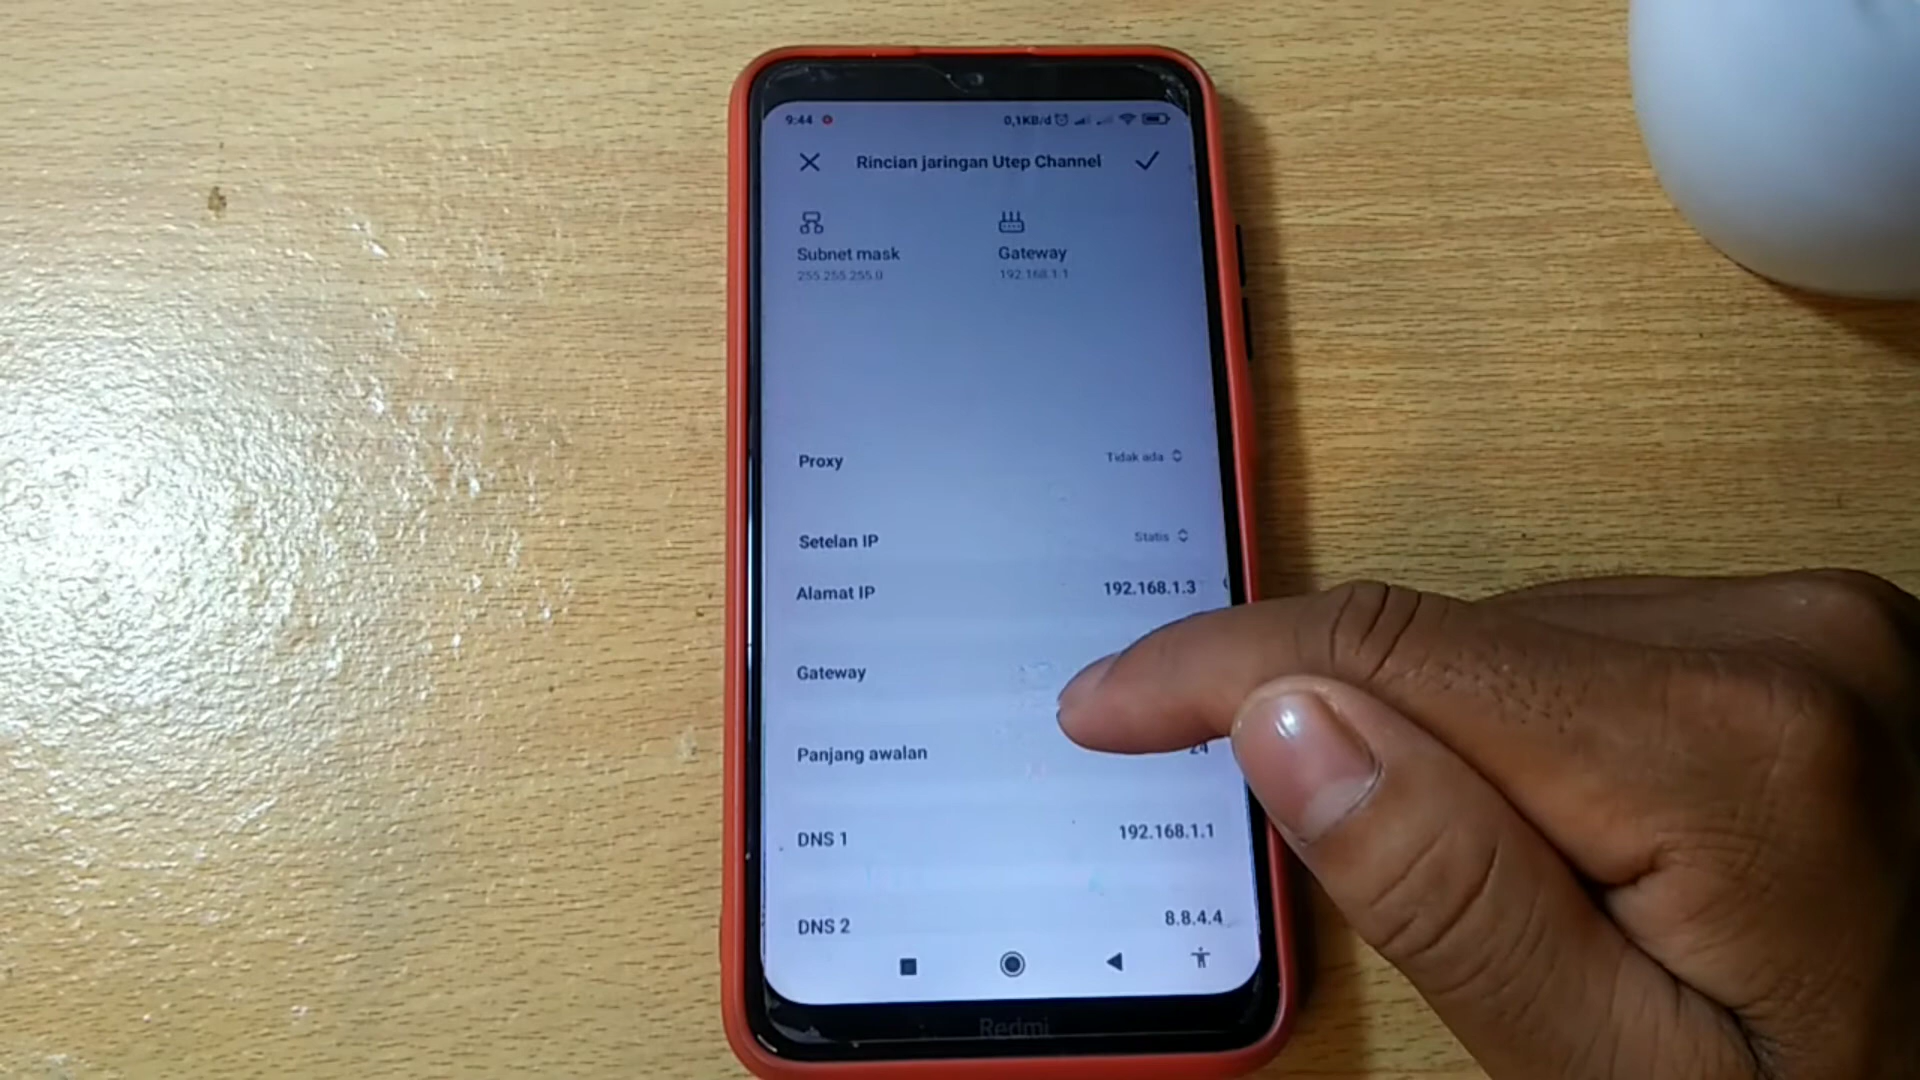 9:44 0,1KB/d
Rincian jaringan Utep Channel
Subnet mask Gateway
255.255.255.0 192.168.1.1
Proxy Tidak ada
Setelan IP Statis
Alamat IP 192.168.1.3
Gateway
Panjang awalan 24
DNS 1 192.168.1.1
DNS 2 8.8.4.4
Redmi